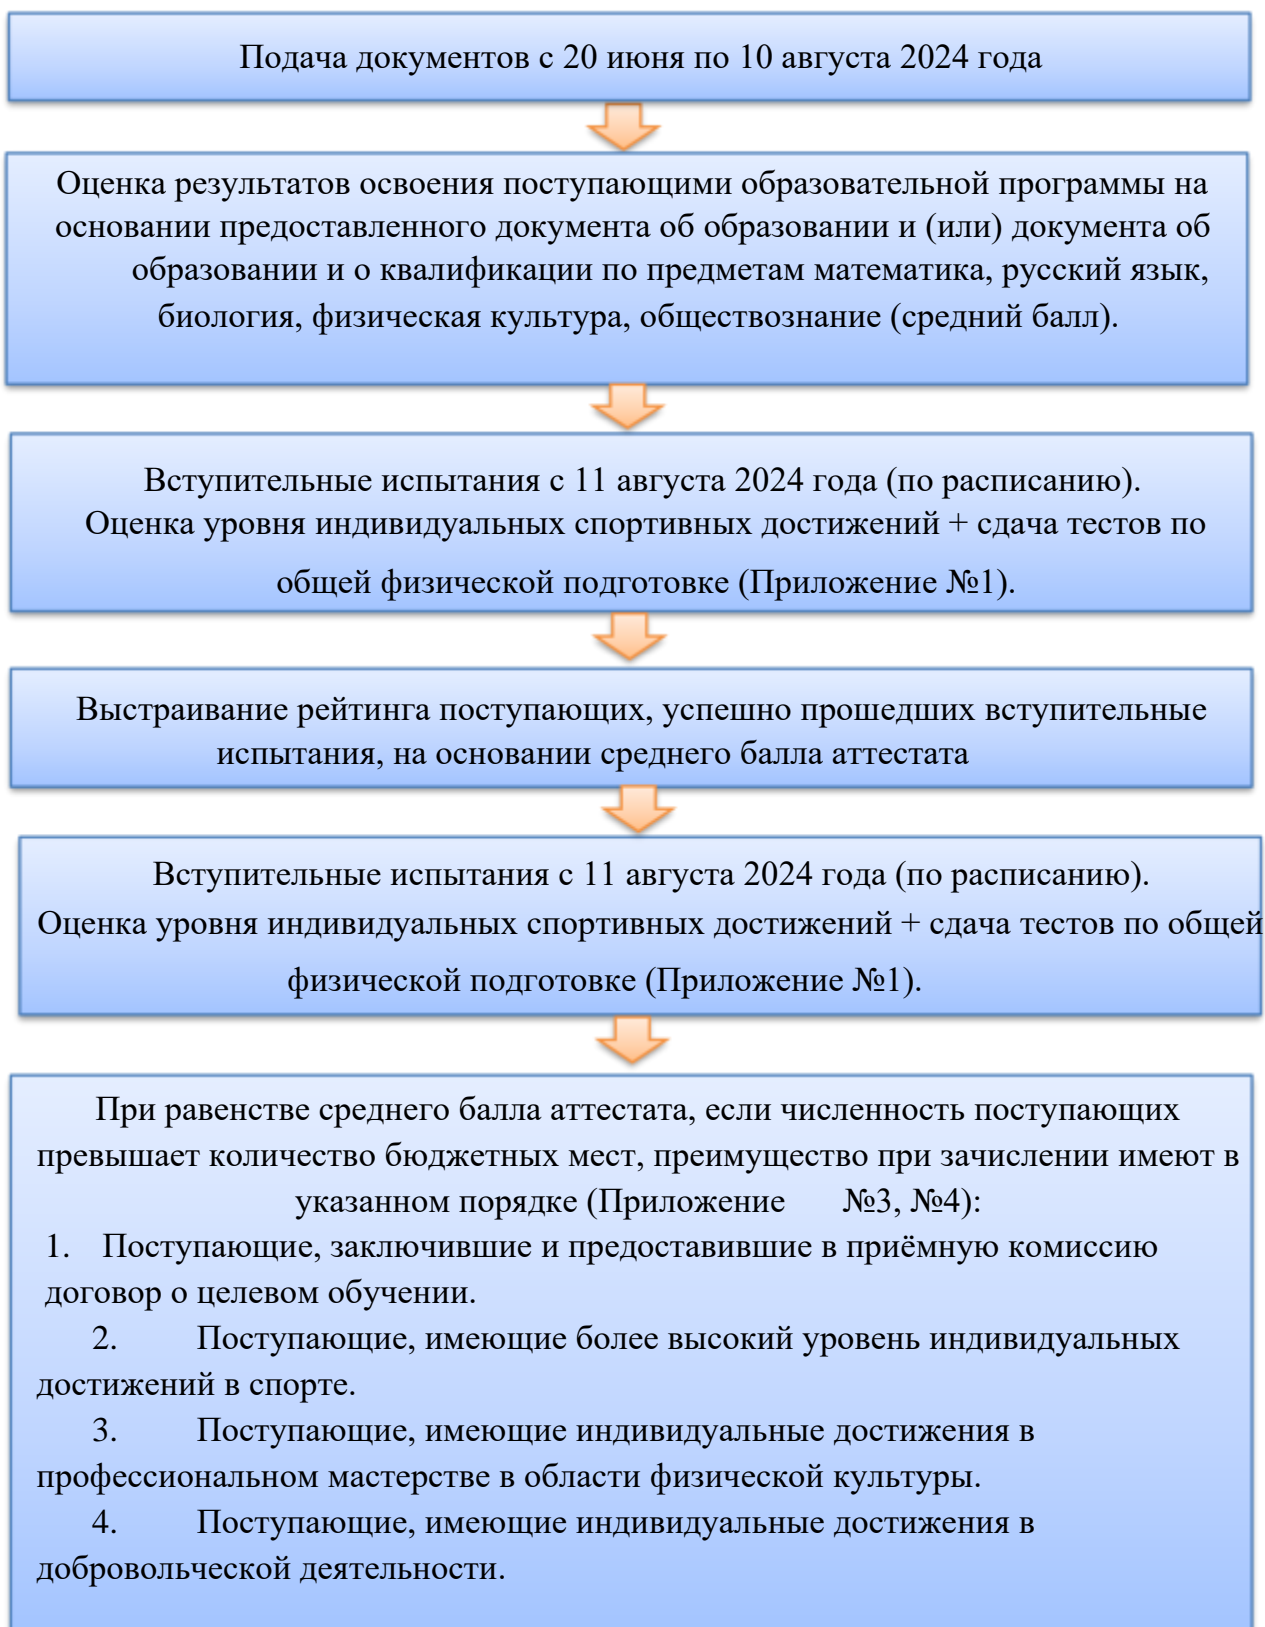 Подача документов с 20 июня по 10 августа 2024 года
Оценка результатов освоения поступающими образовательной программы на
основании предоставленного документа об образовании и (или) документа об
образовании и о квалификации по предметам математика, русский язык,
биология, физическая культура, обществознание (средний балл).
Вступительные испытания с 11 августа 2024 года (по расписанию).
Оценка уровня индивидуальных спортивных достижений + сдача тестов по
общей физической подготовке (Приложение №1).
Выстраивание рейтинга поступающих, успешно прошедших вступительные
испытания, на основании среднего балла аттестата
Вступительные испытания с 11 августа 2024 года (по расписанию).
Оценка уровня индивидуальных спортивных достижений + сдача тестов по общей
физической подготовке (Приложение №1).
При равенстве среднего балла аттестата, если численность поступающих
превышает количество бюджетных мест, преимущество при зачислении имеют в
указанном порядке (Приложение №3, №4):
1. Поступающие, заключившие и предоставившие в приёмную комиссию
договор о целевом обучении.
2. Поступающие, имеющие более высокий уровень индивидуальных
достижений в спорте.
3. Поступающие, имеющие индивидуальные достижения в
профессиональном мастерстве в области физической культуры.
4. Поступающие, имеющие индивидуальные достижения в
добровольческой деятельности.